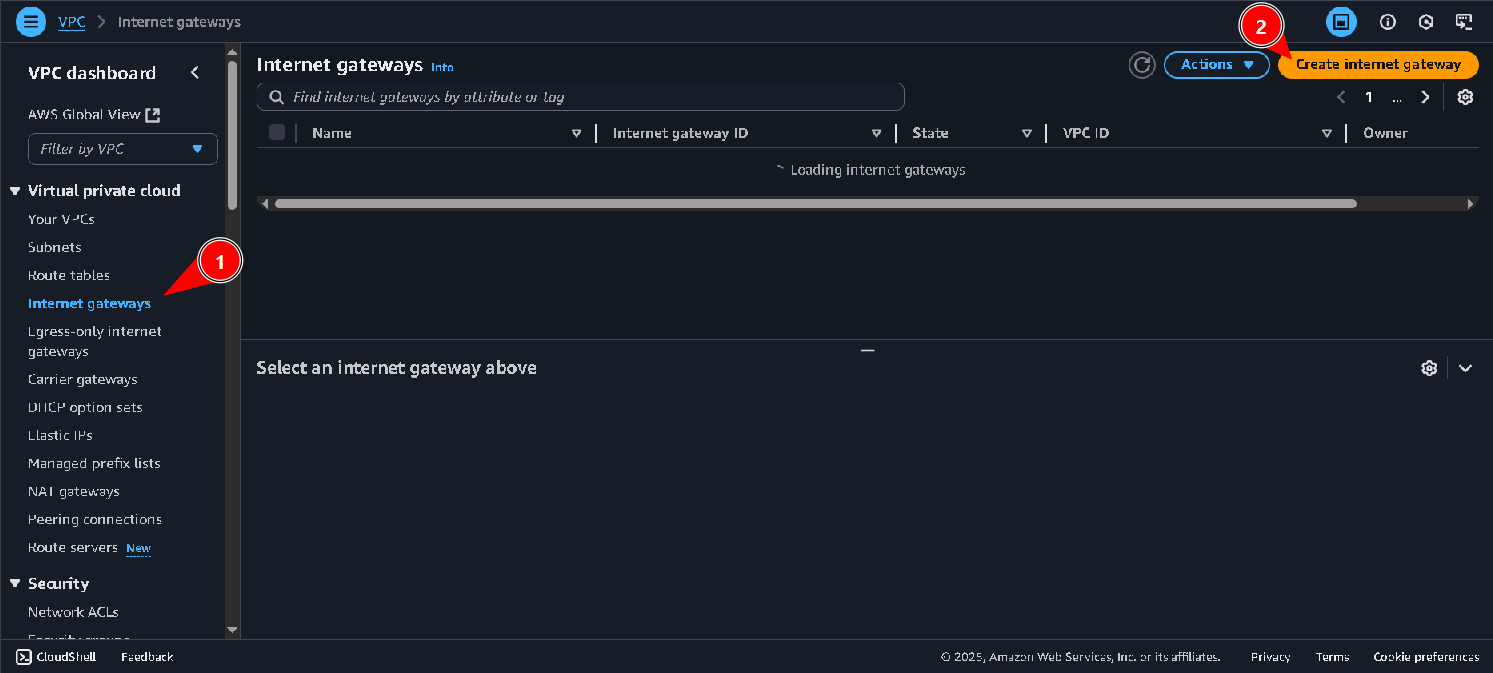 VPC > Internet gateways
2
VPC dashboard
AWS Global View
Filter by VPC
Virtual private cloud
Your VPCs
Subnets
Route tables
1
Internet gateways
Egress-only internet
gateways
Carrier gateways
DHCP option sets
Elastic IPs
Managed prefix lists
NAT gateways
Peering connections
Route servers New
Security
Network ACLs
Security groups
Internet gateways Info
Actions
Create internet gateway
Find internet gateways by attribute or tag
1 ...
Name Internet gateway ID State VPC ID Owner
Loading internet gateways
Select an internet gateway above
CloudShell Feedback © 2025, Amazon Web Services, Inc. or its affiliates. Privacy Terms Cookie preferences